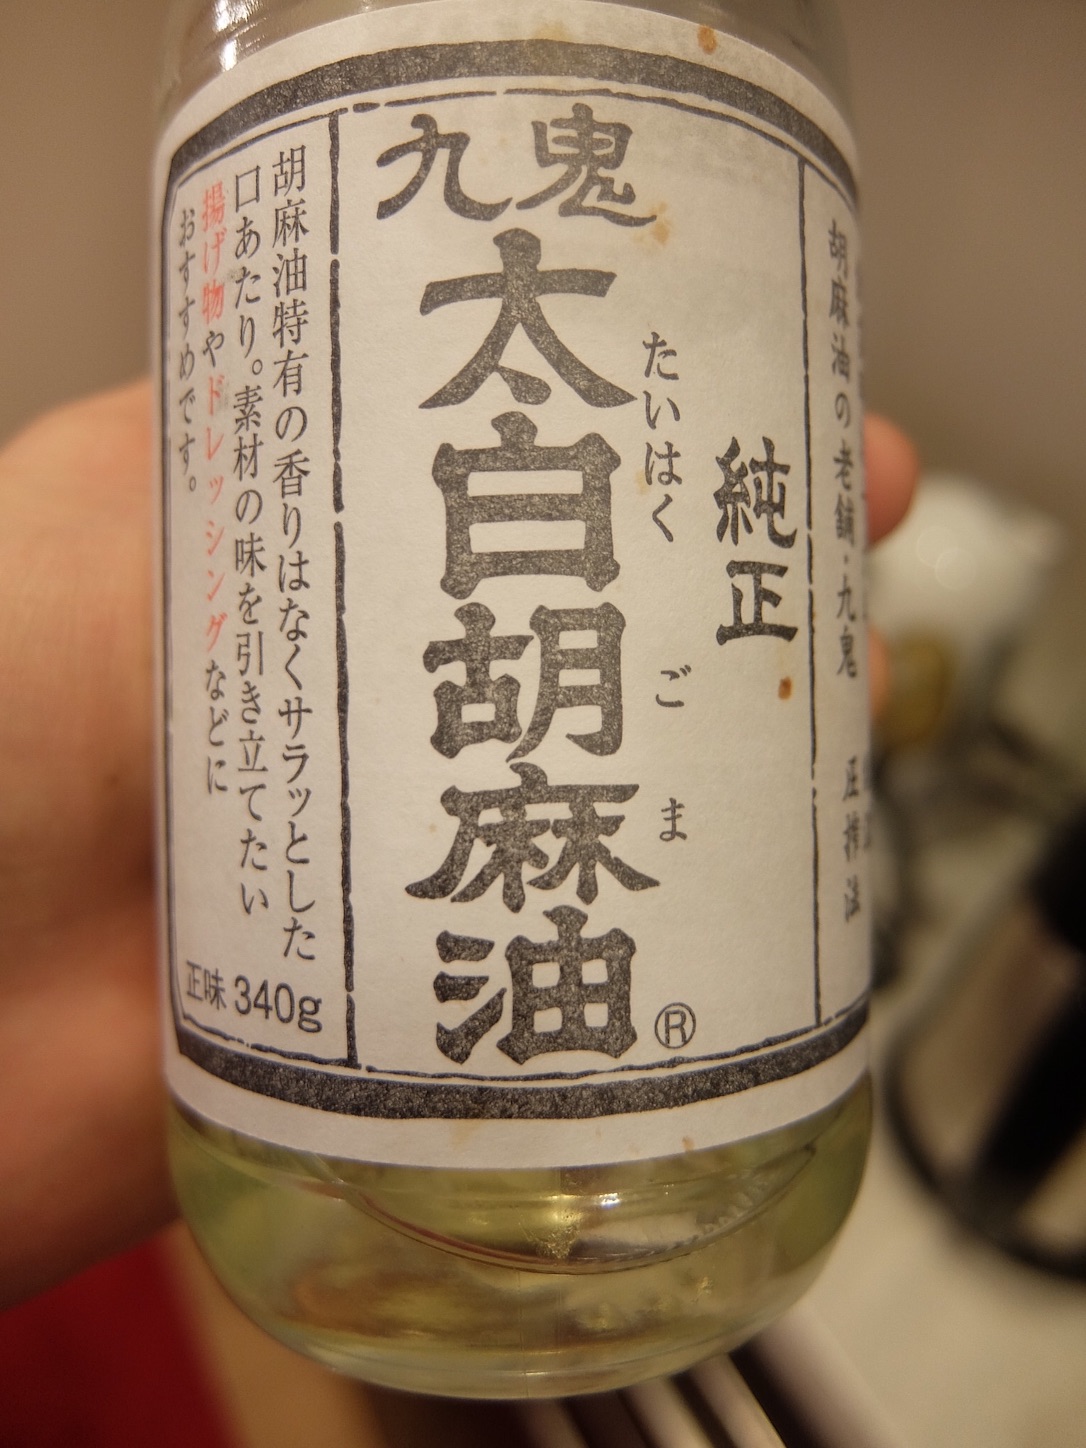 胡麻油の老舗・九鬼 圧搾法
九鬼
純正
たいはくごま
太白胡麻油®
胡麻油特有の香りはなくサラッとした
口あたり。素材の味を引き立てたい
揚げ物やドレッシングなどに
おすすめです。
正味 340g